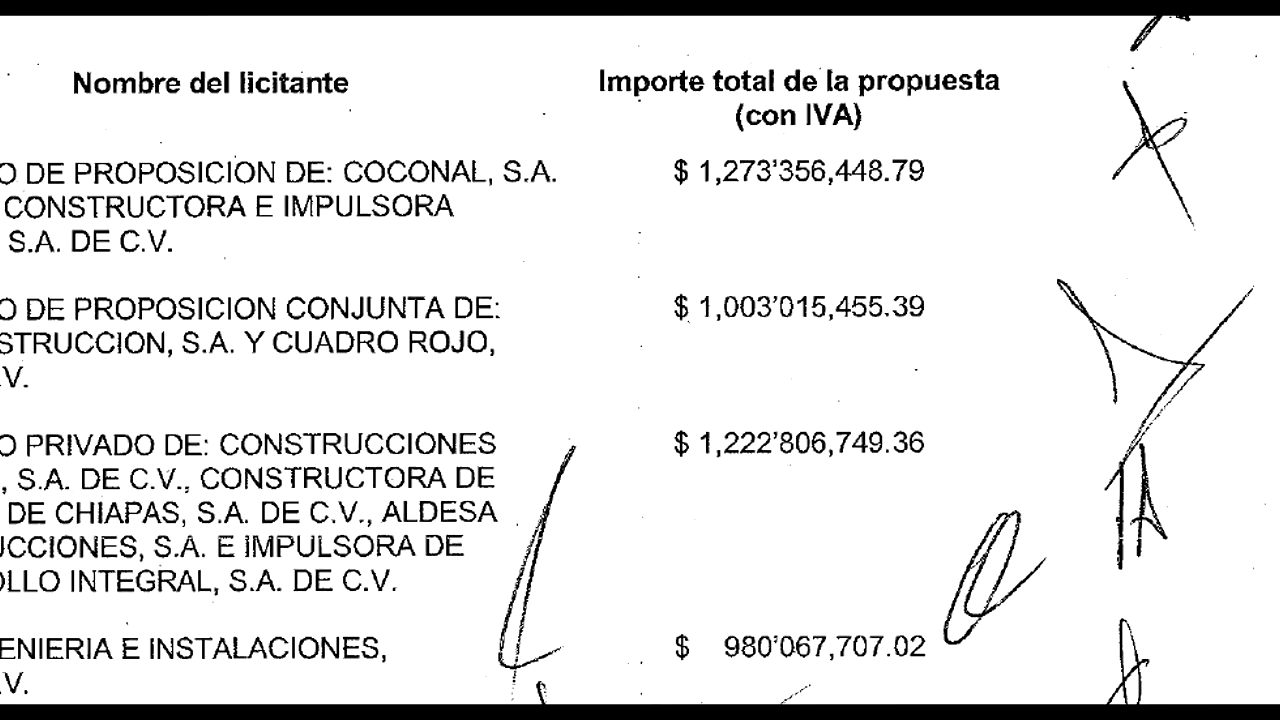 Nombre del licitante
Importe total de la propuesta
(con IVA)
O DE PROPOSICION DE: COCONAL, S.A.
$ 1,273'356,448.79
CONSTRUCTORA E IMPULSORA
S.A. DE C.V.
O DE PROPOSICION CONJUNTA DE:
$ 1,003'015,455.39
STRUCCION, S.A. Y CUADRO ROJO,
.V.
O PRIVADO DE: CONSTRUCCIONES
$ 1,222'806,749.36
, S.A. DE C.V., CONSTRUCTORA DE
DE CHIAPAS, S.A. DE C.V., ALDESA
UCCIONES, S.A. E IMPULSORA DE
OLLO INTEGRAL, S.A. DE C.V.
ENIERIA E INSTALACIONES,
$ 980'067,707.02
.V.